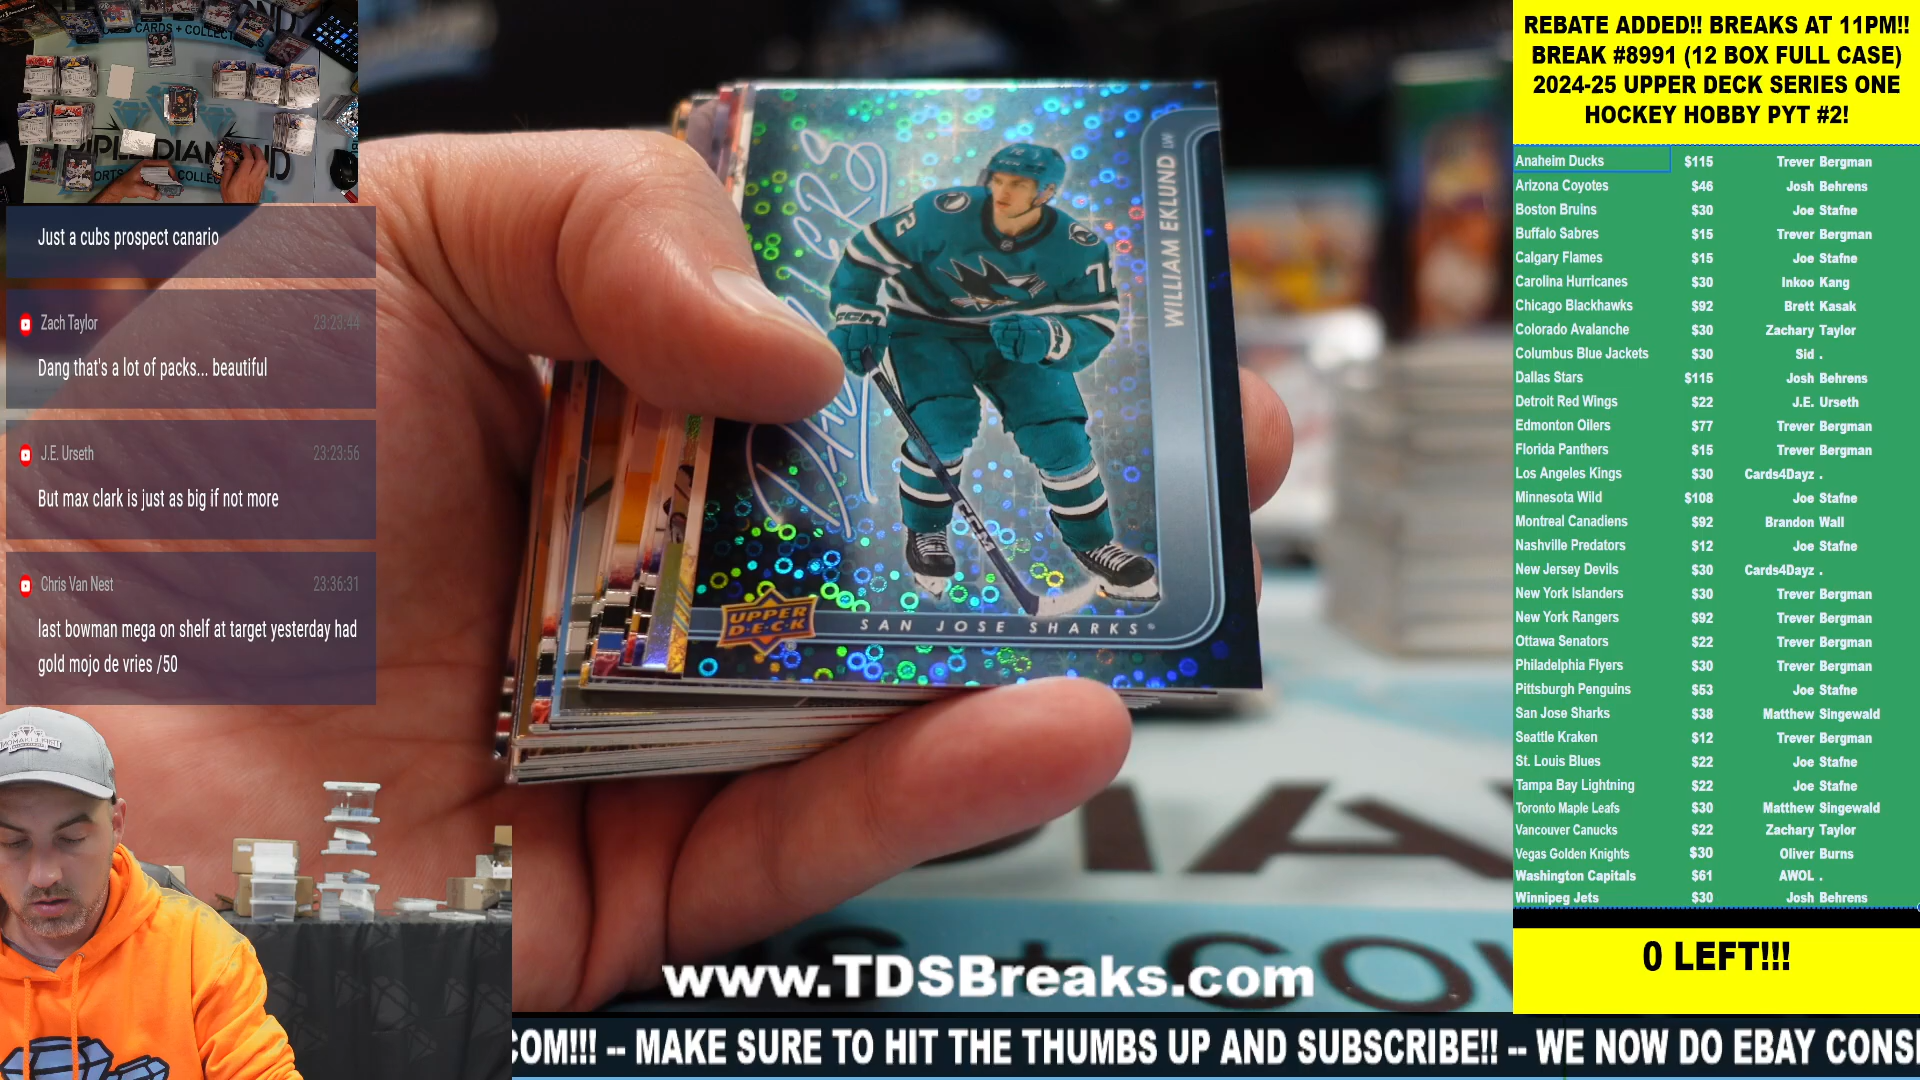 REBATE ADDED!! BREAKS AT 11PM!!
BREAK #8991 (12 BOX FULL CASE)
2024-25 UPPER DECK SERIES ONE
HOCKEY HOBBY PYT #2!
Anaheim Ducks $115 Trever Bergman
Arizona Coyotes $46 Josh Behrens
Boston Bruins $30 Joe Stafne
Buffalo Sabres $15 Trever Bergman
Calgary Flames $15 Joe Stafne
Carolina Hurricanes $30 Inkoo Kang
Chicago Blackhawks $92 Brett Kasak
Colorado Avalanche $30 Zachary Taylor
Columbus Blue Jackets $30 Sid .
Dallas Stars $115 Josh Behrens
Detroit Red Wings $22 J.E. Urseth
Edmonton Oilers $77 Trever Bergman
Florida Panthers $15 Trever Bergman
Los Angeles Kings $30 Cards4Dayz .
Minnesota Wild $108 Joe Stafne
Montreal Canadiens $92 Brandon Wall
Nashville Predators $12 Joe Stafne
New Jersey Devils $30 Cards4Dayz .
New York Islanders $30 Trever Bergman
New York Rangers $92 Trever Bergman
Ottawa Senators $22 Trever Bergman
Philadelphia Flyers $30 Trever Bergman
Pittsburgh Penguins $53 Joe Stafne
San Jose Sharks $38 Matthew Singewald
Seattle Kraken $12 Trever Bergman
St. Louis Blues $22 Joe Stafne
Tampa Bay Lightning $22 Joe Stafne
Toronto Maple Leafs $30 Matthew Singewald
Vancouver Canucks $22 Zachary Taylor
Vegas Golden Knights $30 Oliver Burns
Washington Capitals $61 AWOL .
Winnipeg Jets $30 Josh Behrens
0 LEFT!!!
Just a cubs prospect canario
Zach Taylor 23:23:44
Dang that's a lot of packs... beautiful
J.E. Urseth 23:23:56
But max clark is just as big if not more
Chris Van Nest 23:36:31
last bowman mega on shelf at target yesterday had
gold mojo de vries /50
WILLIAM EKLUND LW
72
UPPER
D·E·C·K
SAN JOSE SHARKS
www.TDSBreaks.com
COM!!! -- MAKE SURE TO HIT THE THUMBS UP AND SUBSCRIBE!! -- WE NOW DO EBAY CONSI